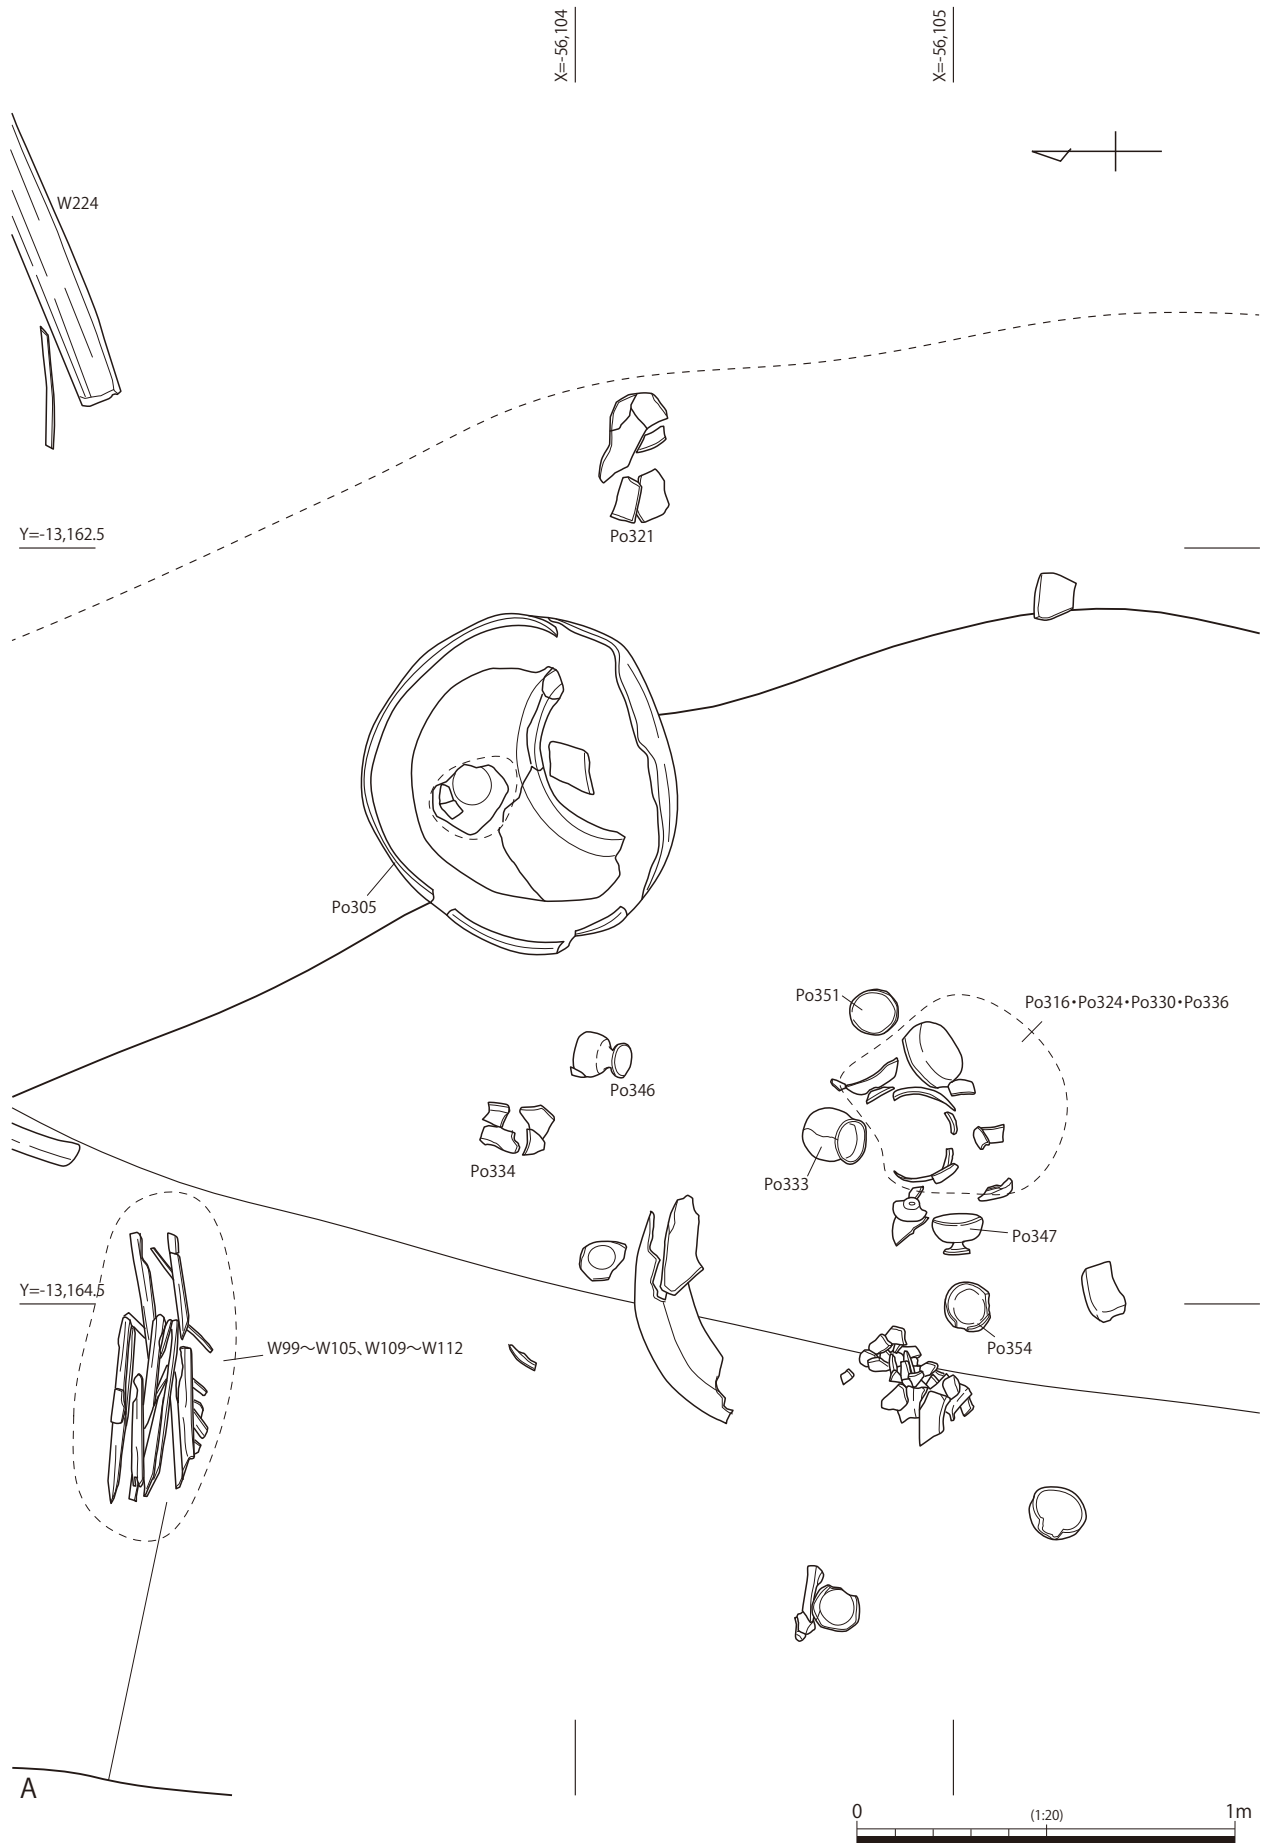 X=-56,104
X=-56,105
W224
Y=-13,162.5
Po321
Po305
Po351
Po316・Po324・Po330・Po336
Po346
Po334
Po333
Po347
Y=-13,164.5
Po354
W99～W105、W109～W112
A
0
(1:20)
1m